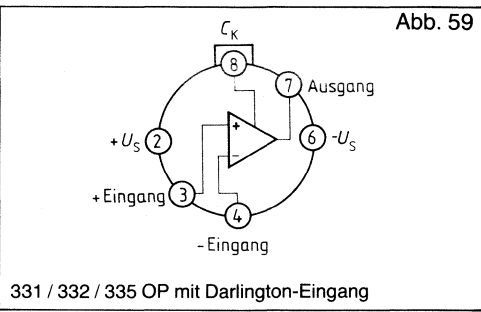 Abb. 59
C_K
8
7 Ausgang
+U_S 2
+
6 -U_S
-
+Eingang 3
4
-Eingang
331 / 332 / 335 OP mit Darlington-Eingang